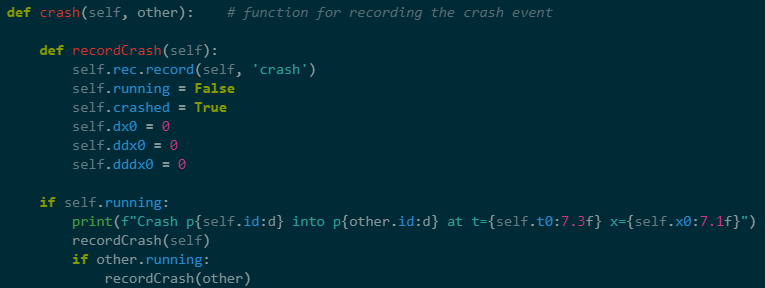 def crash(self, other):    # function for recording the crash event

    def recordCrash(self):
        self.rec.record(self, 'crash')
        self.running = False
        self.crashed = True
        self.dx0 = 0
        self.ddx0 = 0
        self.dddx0 = 0

    if self.running:
        print(f"Crash p{self.id:d} into p{other.id:d} at t={self.t0:7.3f} x={self.x0:7.1f}")
        recordCrash(self)
        if other.running:
            recordCrash(other)